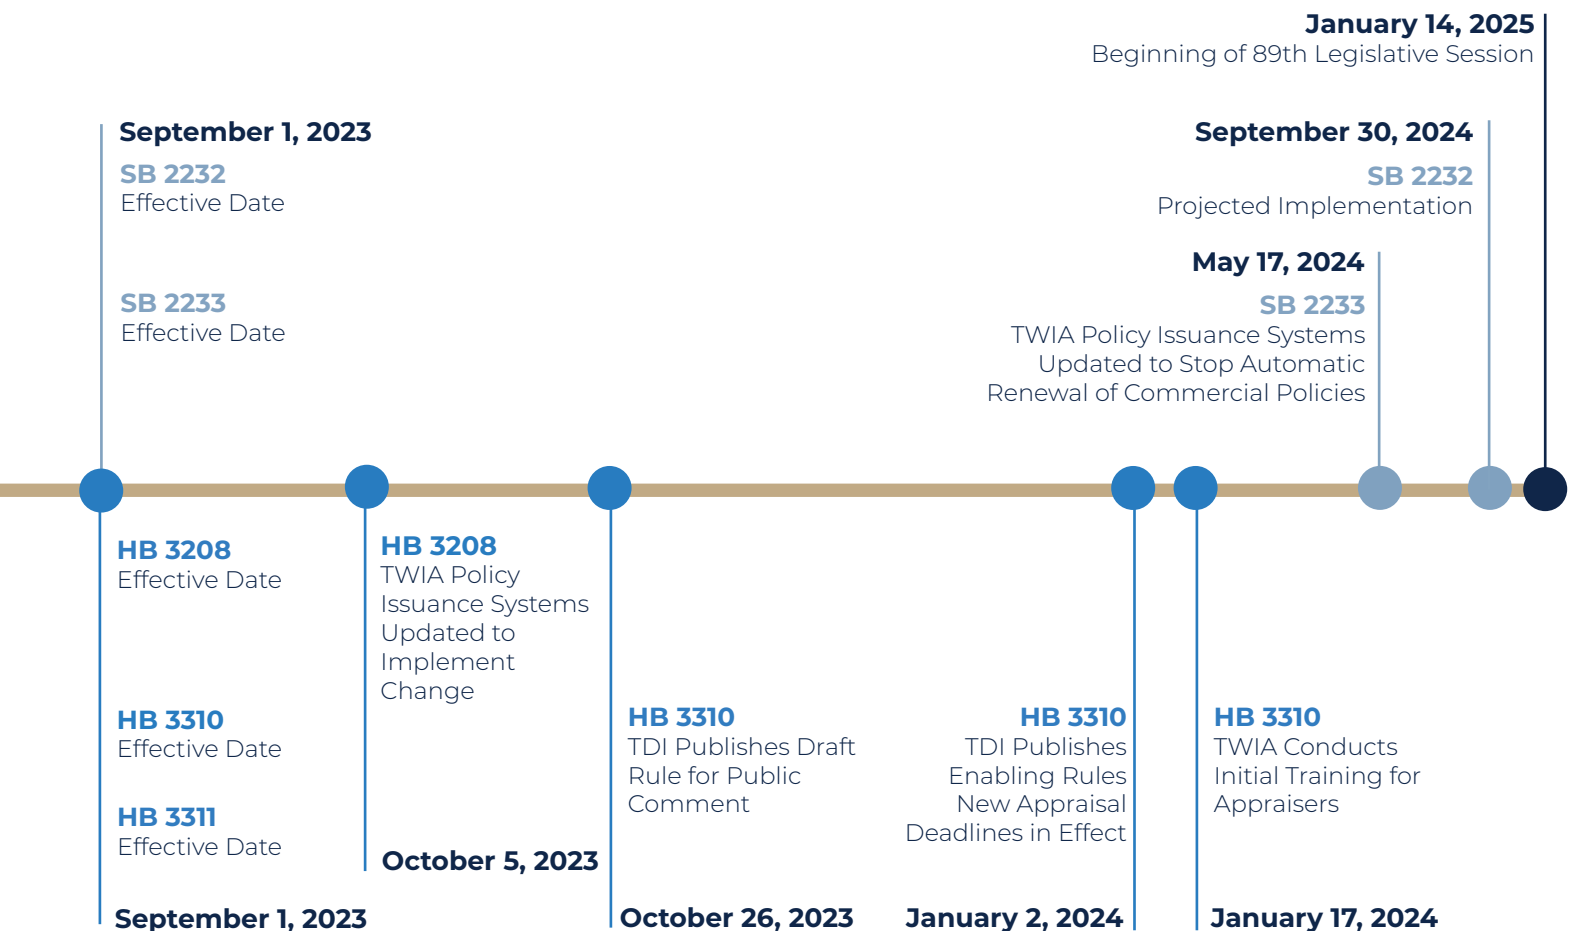 January 14, 2025
Beginning of 89th Legislative Session
September 1, 2023
SB 2232
Effective Date
SB 2233
Effective Date
September 30, 2024
SB 2232
Projected Implementation
May 17, 2024
SB 2233
TWIA Policy Issuance Systems
Updated to Stop Automatic
Renewal of Commercial Policies
HB 3208
Effective Date
HB 3310
Effective Date
HB 3311
Effective Date
September 1, 2023
HB 3208
TWIA Policy
Issuance Systems
Updated to
Implement
Change
October 5, 2023
HB 3310
TDI Publishes Draft
Rule for Public
Comment
October 26, 2023
HB 3310
TDI Publishes
Enabling Rules
New Appraisal
Deadlines in Effect
January 2, 2024
HB 3310
TWIA Conducts
Initial Training for
Appraisers
January 17, 2024